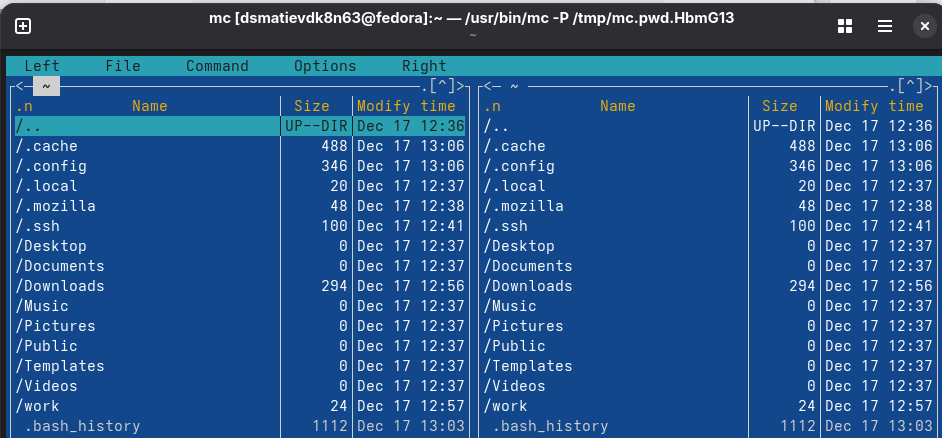 mc [dsmatievdk8n63@fedora]:~ — /usr/bin/mc -P /tmp/mc.pwd.HbmG13
~
Left File Command Options Right
<— ~ .[^]> <— ~ .[^]>
.n Name Size Modify time .n Name Size Modify time
/.. UP--DIR Dec 17 12:36 /.. UP--DIR Dec 17 12:36
/.cache 488 Dec 17 13:06 /.cache 488 Dec 17 13:06
/.config 346 Dec 17 13:06 /.config 346 Dec 17 13:06
/.local 20 Dec 17 12:37 /.local 20 Dec 17 12:37
/.mozilla 48 Dec 17 12:38 /.mozilla 48 Dec 17 12:38
/.ssh 100 Dec 17 12:41 /.ssh 100 Dec 17 12:41
/Desktop 0 Dec 17 12:37 /Desktop 0 Dec 17 12:37
/Documents 0 Dec 17 12:37 /Documents 0 Dec 17 12:37
/Downloads 294 Dec 17 12:56 /Downloads 294 Dec 17 12:56
/Music 0 Dec 17 12:37 /Music 0 Dec 17 12:37
/Pictures 0 Dec 17 12:37 /Pictures 0 Dec 17 12:37
/Public 0 Dec 17 12:37 /Public 0 Dec 17 12:37
/Templates 0 Dec 17 12:37 /Templates 0 Dec 17 12:37
/Videos 0 Dec 17 12:37 /Videos 0 Dec 17 12:37
/work 24 Dec 17 12:57 /work 24 Dec 17 12:57
.bash_history 1112 Dec 17 13:03 .bash_history 1112 Dec 17 13:03